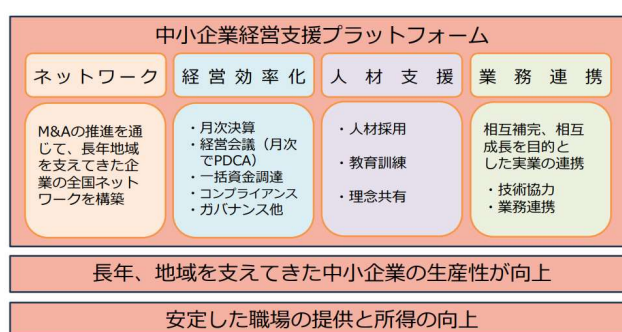 中小企業経営支援プラットフォーム
ネットワーク
M&Aの推進を通
じて、長年地域
を支えてきた企
業の全国ネット
ワークを構築
経営効率化
・月次決算
・経営会議（月次
でPDCA）
・一括資金調達
・コンプライアンス
・ガバナンス他
人材支援
・人材採用
・教育訓練
・理念共有
業務連携
相互補完、相互
成長を目的と
した実業の連携
・技術協力
・業務連携
長年、地域を支えてきた中小企業の生産性が向上
安定した職場の提供と所得の向上